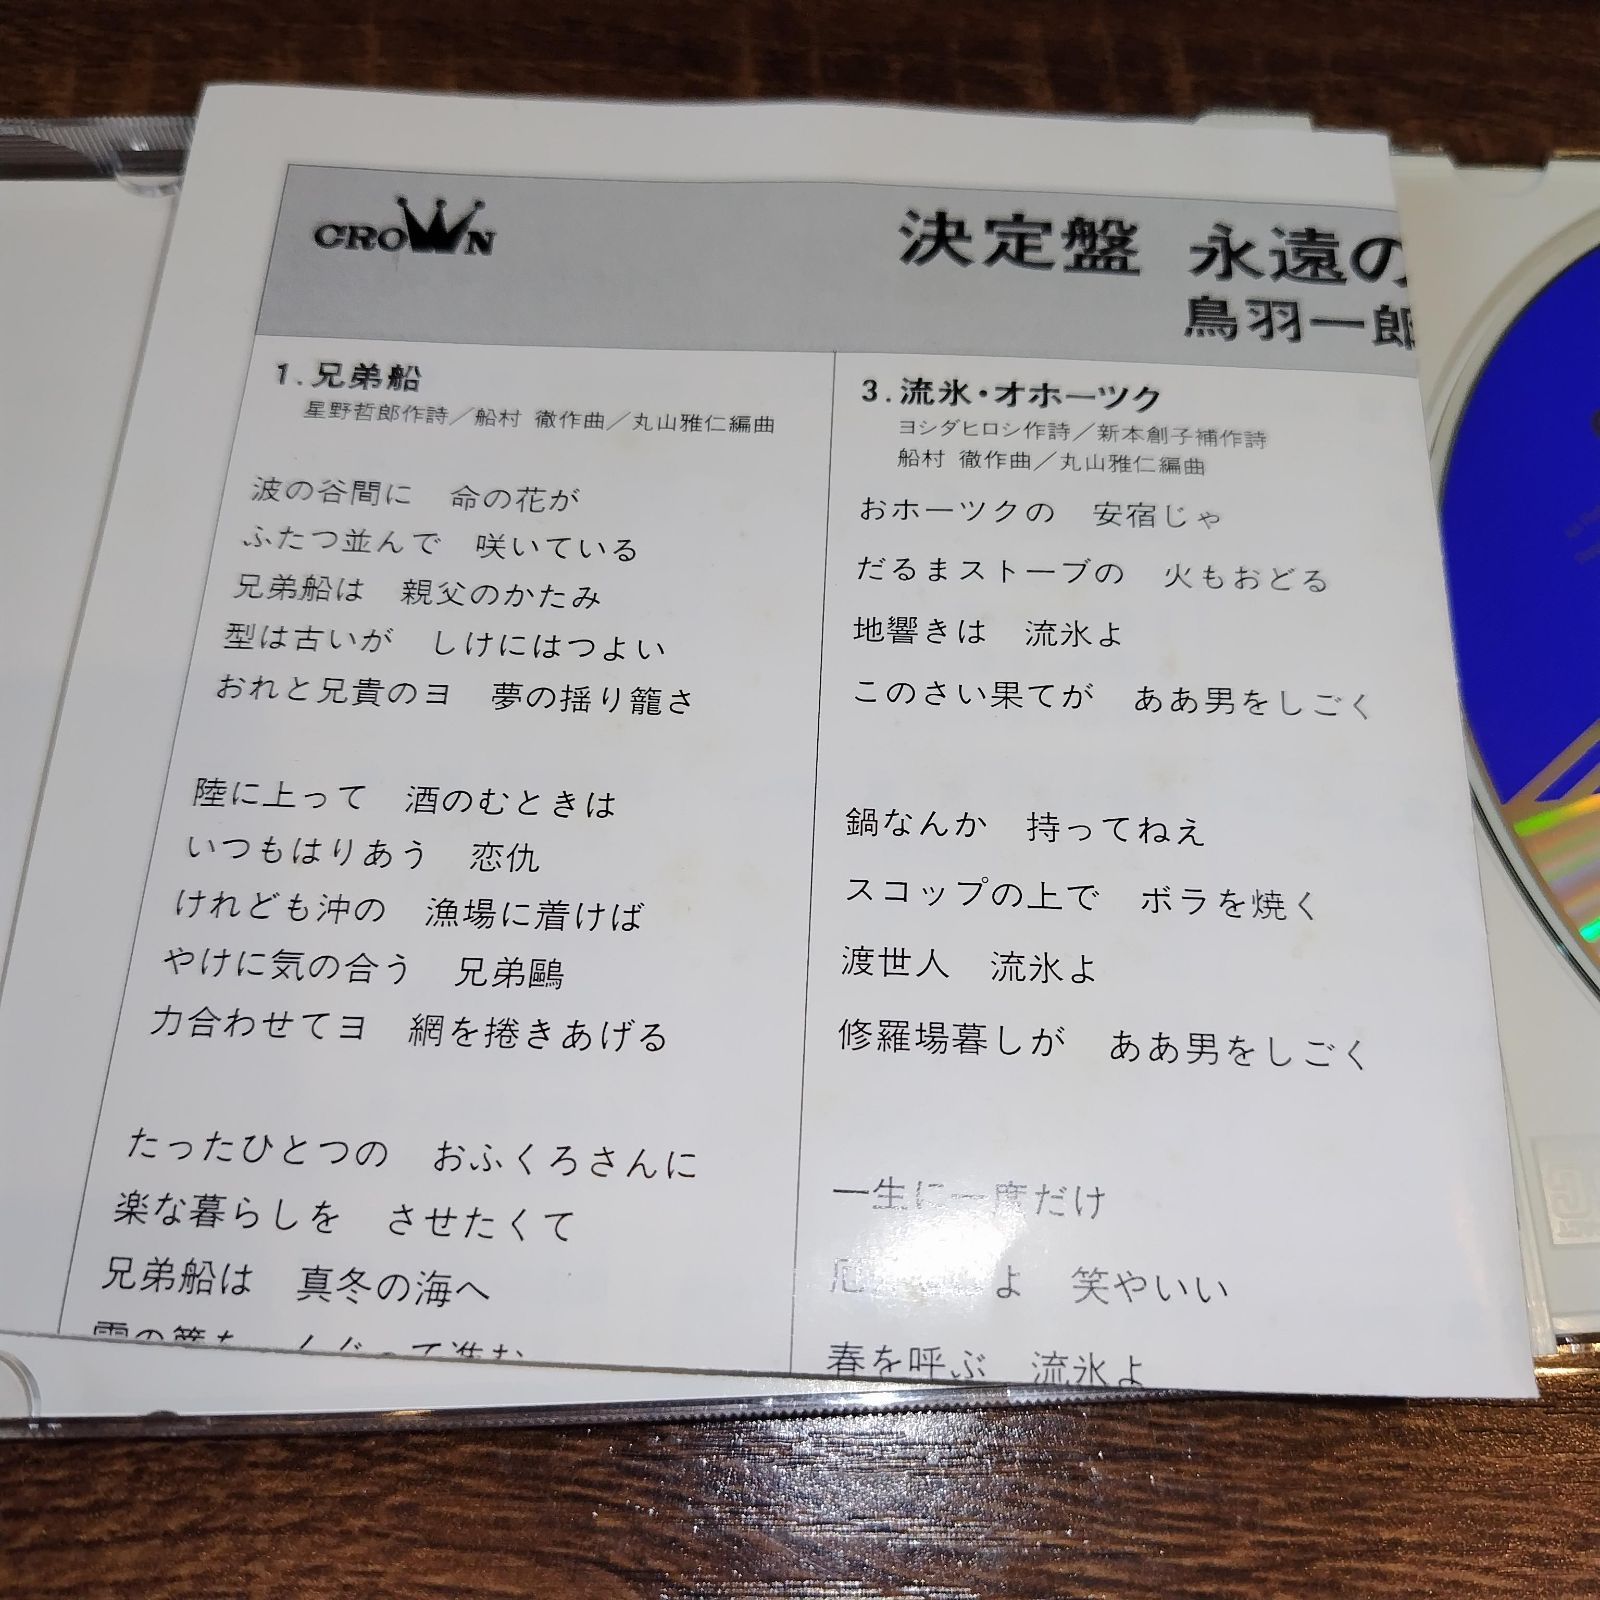 CROWN
決定盤 永遠の
鳥羽一郎
1.兄弟船
星野哲郎作詩／船村 徹作曲／丸山雅仁編曲
波の谷間に 命の花が
ふたつ並んで 咲いている
兄弟船は 親父のかたみ
型は古いが しけにはつよい
おれと兄貴のヨ 夢の揺り籠さ
陸に上って 酒のむときは
いつもはりあう 恋仇
けれども沖の 漁場に着けば
やけに気の合う 兄弟鷗
力合わせてヨ 網を捲きあげる
たったひとつの おふくろさんに
楽な暮らしを させたくて
兄弟船は 真冬の海へ
雪の簾を くぐって進む
3.流氷・オホーツク
ヨシダヒロシ作詩／新本創子補作詩
船村 徹作曲／丸山雅仁編曲
おホーツクの 安宿じゃ
だるまストーブの 火もおどる
地響きは 流氷よ
このさい果てが ああ男をしごく
鍋なんか 持ってねえ
スコップの上で ボラを焼く
渡世人 流氷よ
修羅場暮しが ああ男をしごく
一生に一度だけ
よ 笑やいい
春を呼ぶ 流氷よ